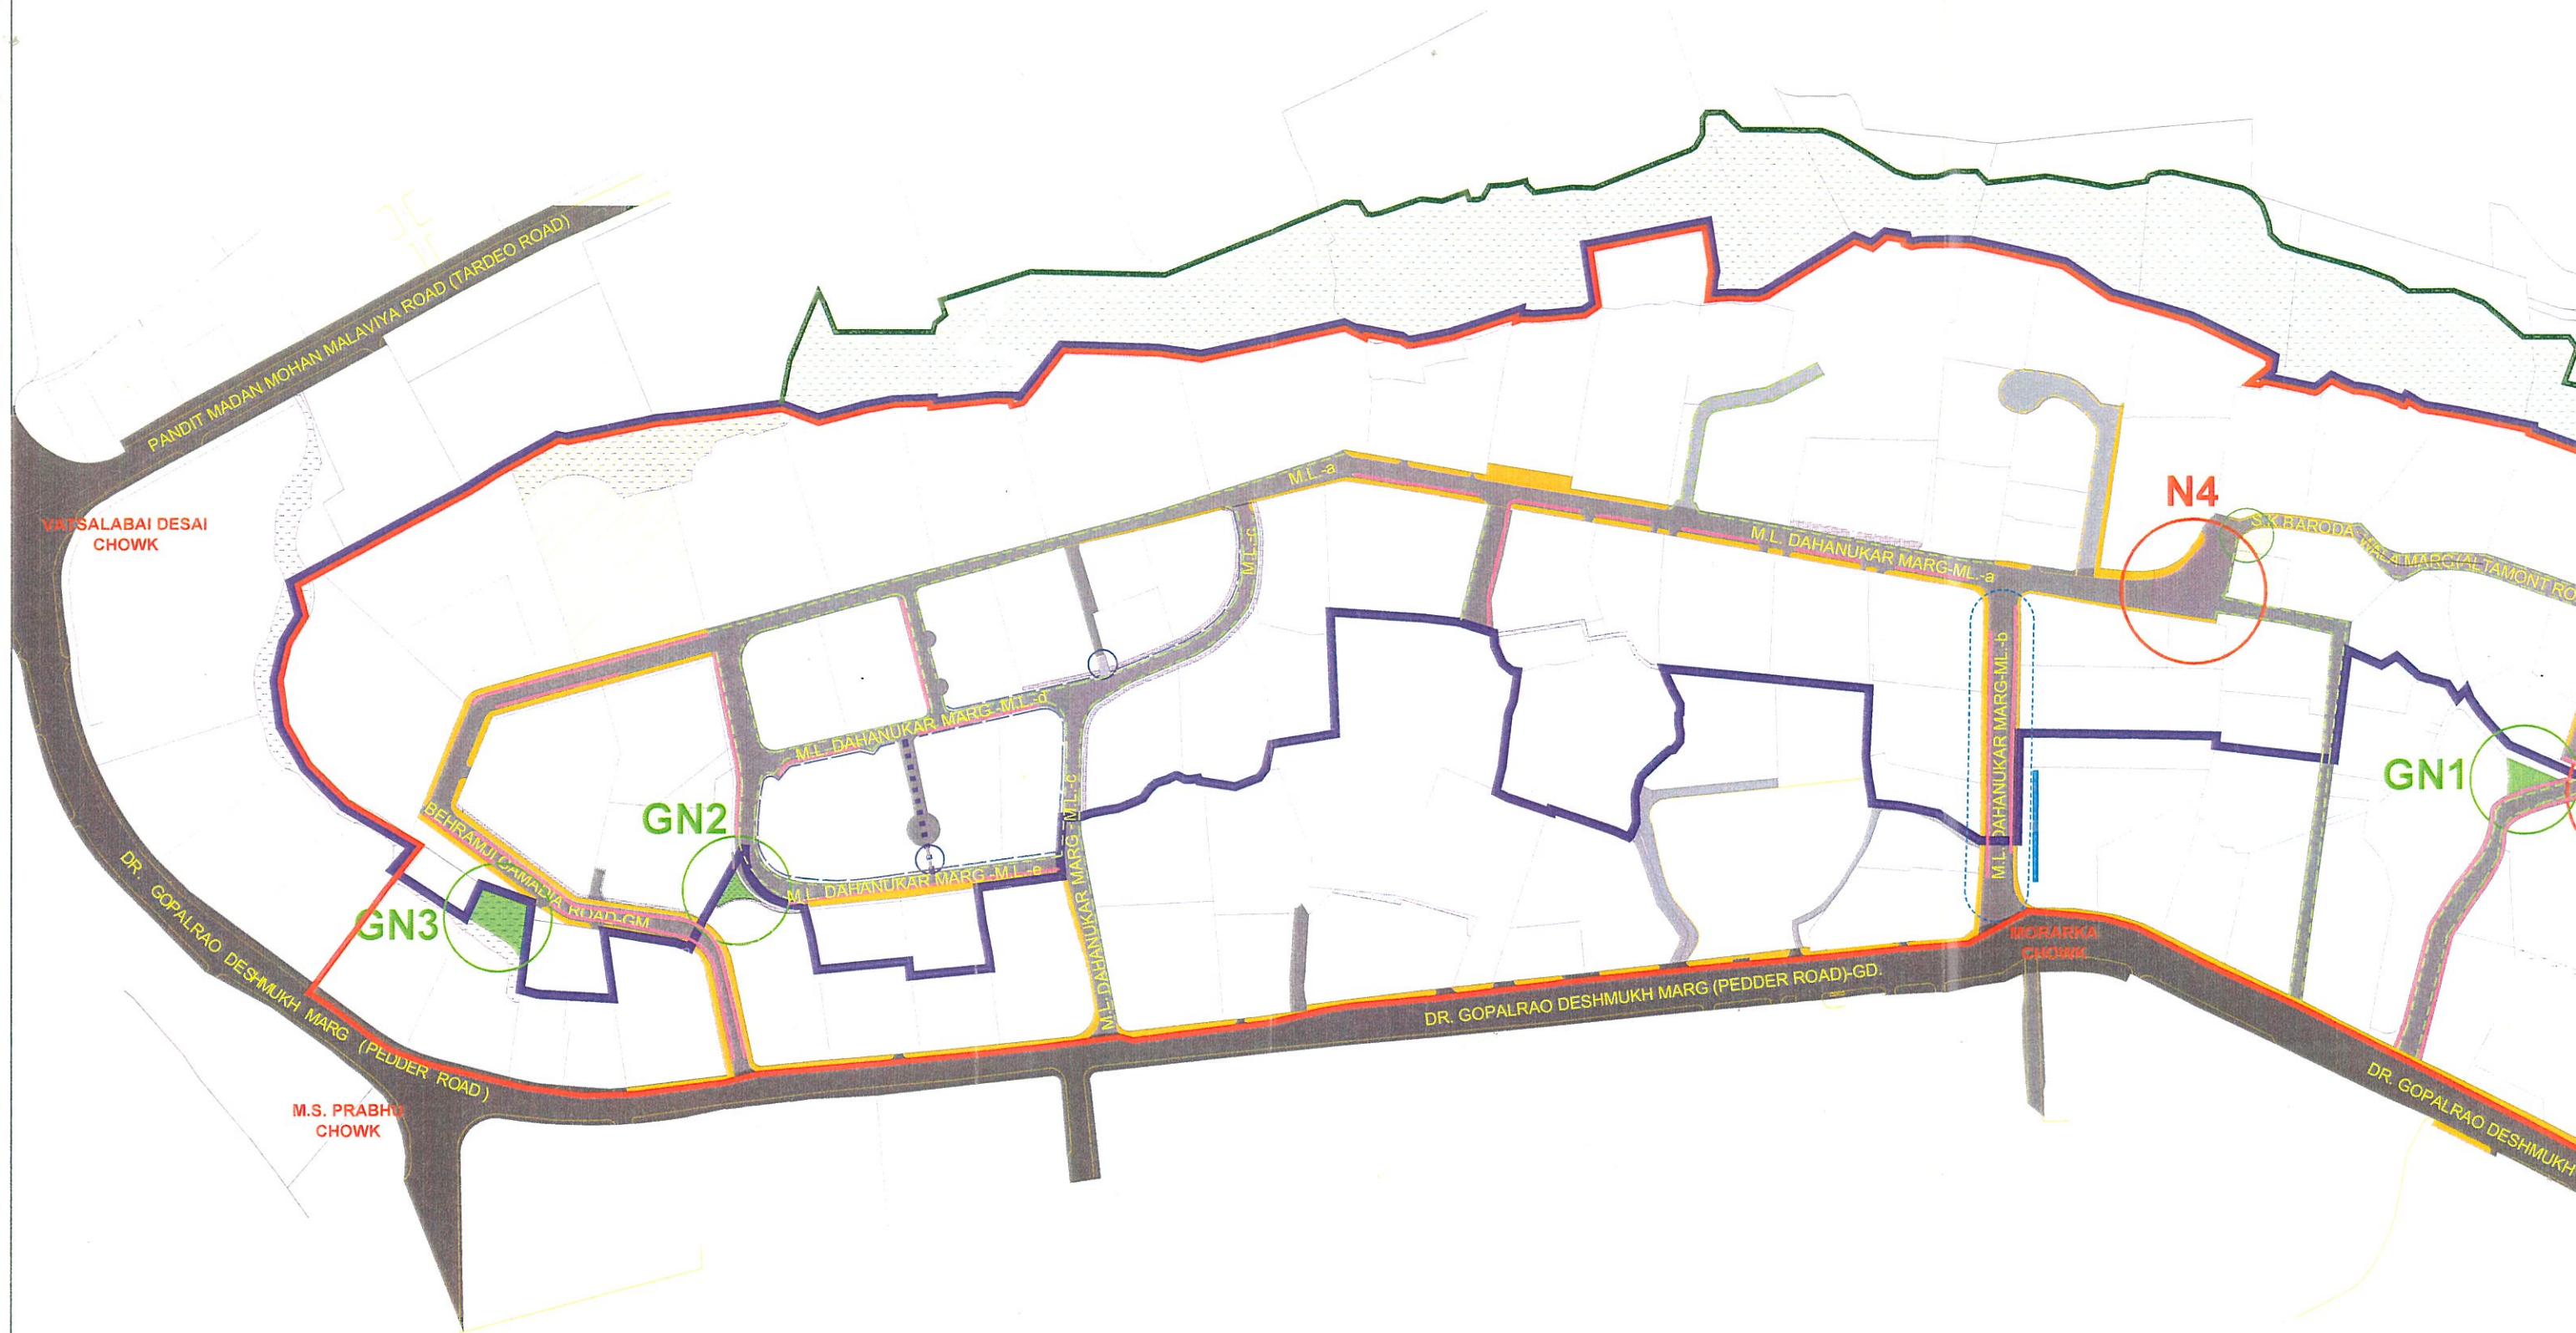 PANDIT MADAN MOHAN MALAVIYA ROAD (TARDEO ROAD)
VATSALABAI DESAI
CHOWK
M.L.-a
M.L.-c
N4
S.K.BARODA WALA MARG(ALTAMONT RO
M.L. DAHANUKAR MARG-ML.-a
M.L. DAHANUKAR MARG-ML.-b
M.L. DAHANUKAR MARG -M.L.-d
M.L. DAHANUKAR MARG -M.L.-c
GN1
GN2
BEHRAMJI GAMADIA ROAD-GM
M.L. DAHANUKAR MARG -M.L.-e
GN3
DR. GOPALRAO DESHMUKH MARG (PEDDER ROAD)
MORARKA
CHOWK
DR. GOPALRAO DESHMUKH MARG (PEDDER ROAD)-GD.
DR. GOPALRAO DESHMUKH
M.S. PRABHU
CHOWK